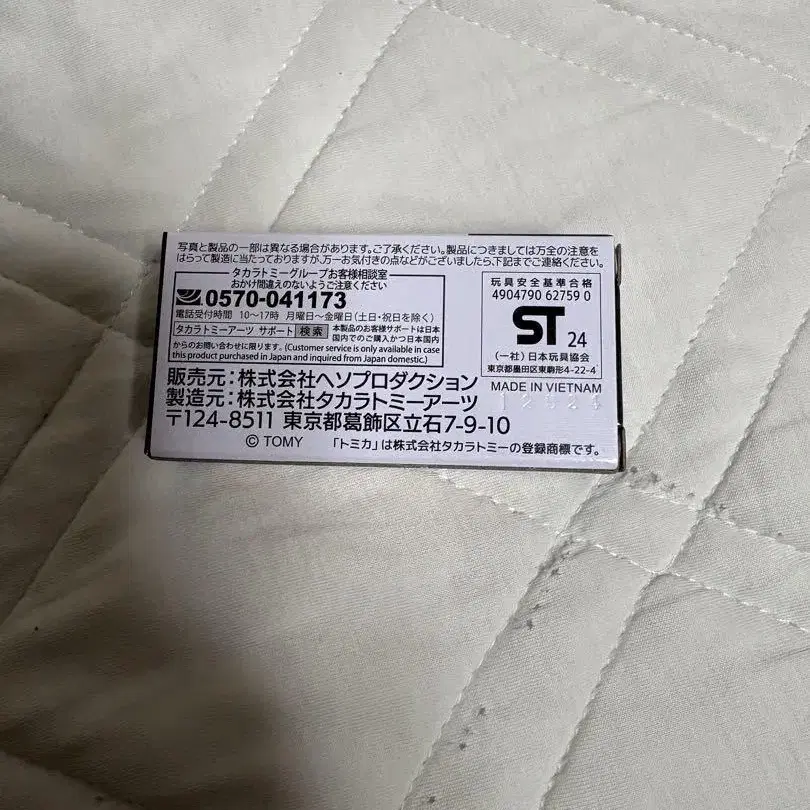 写真と製品の一部は異なる場合があります。ご了承ください。製品につきましては万全の注意を
はらって製造に当たっておりますが、万一お気付きの点などがございましたら、下記までご連絡ください。
タカラトミーグループお客様相談室
おかけ間違えのないようご注意ください
0570-041173
電話受付時間 10〜17時 月曜日〜金曜日(土日・祝日を除く)
タカラトミーアーツ サポート 検索 本製品のお客様サポートは日本
国内でのご購入かつ日本国内
からのお問い合わせに限ります。(Customer service is only available in case
this product purchased in Japan and inquired from Japan domestic.)
玩具安全基準合格
4904790 62759 0
ST 24
(一社)日本玩具協会
東京都墨田区東駒形4-22-4
MADE IN VIETNAM
販売元:株式会社ヘソプロダクション
製造元:株式会社タカラトミーアーツ
〒124-8511 東京都葛飾区立石7-9-10
© TOMY 「トミカ」は株式会社タカラトミーの登録商標です。